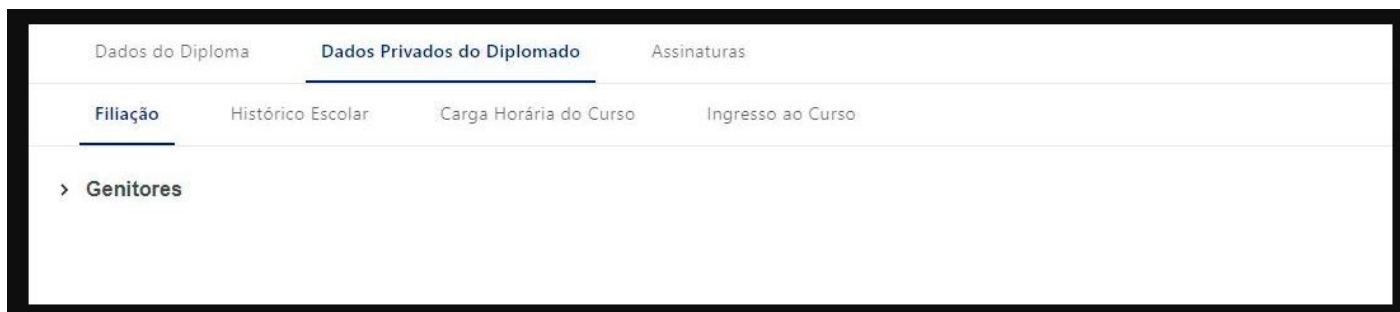 Dados do Diploma Dados Privados do Diplomado Assinaturas
Filiação Histórico Escolar Carga Horária do Curso Ingresso ao Curso
Genitores